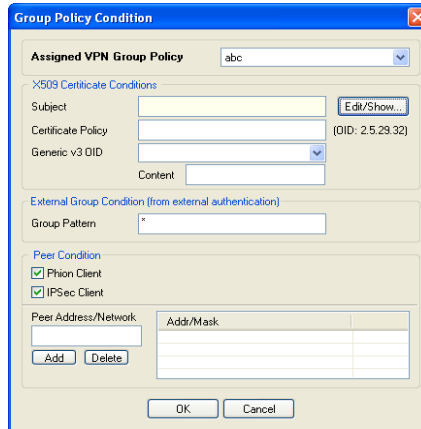 Group Policy Condition
Assigned VPN Group Policy abc
X509 Certificate Conditions
Subject Edit/Show...
Certificate Policy (OID: 2.5.29.32)
Generic v3 OID
Content
External Group Condition (from external authentication)
Group Pattern *
Peer Condition
Phion Client
IPSec Client
Peer Address/Network Addr/Mask
Add Delete
OK Cancel